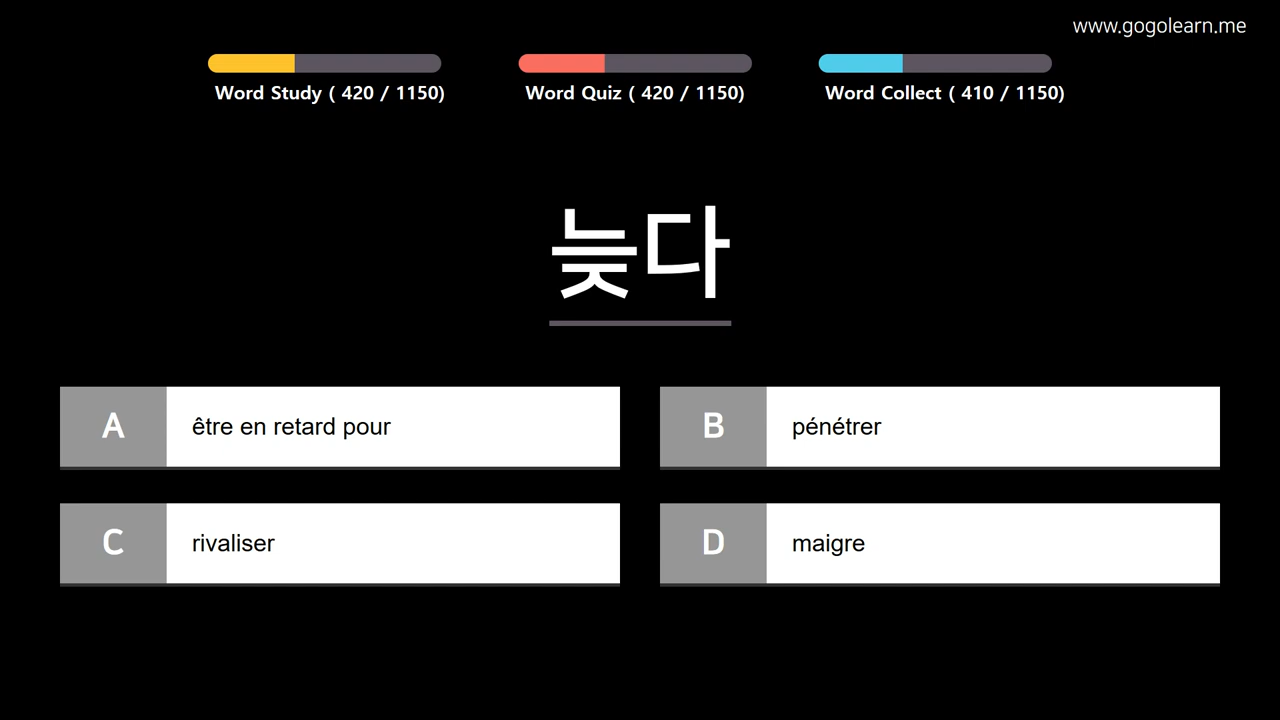 www.gogolearn.me
Word Study ( 420 / 1150)
Word Quiz ( 420 / 1150)
Word Collect ( 410 / 1150)
늦다
A être en retard pour
B pénétrer
C rivaliser
D maigre